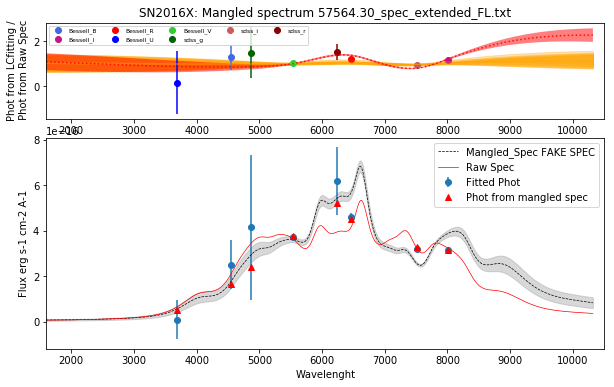 SN2016X: Mangled spectrum 57564.30_spec_extended_FL.txt
Phot from LCfitting /
Phot from Raw Spec
Bessell_B Bessell_R Bessell_V sdss_i sdss_r
Bessell_I Bessell_U sdss_g
2
0
2000 3000 4000 5000 6000 7000 8000 9000 10000
1e-16
Flux erg s-1 cm-2 A-1
8
6
4
2
0
Mangled_Spec FAKE SPEC
Raw Spec
Fitted Phot
Phot from mangled spec
2000 3000 4000 5000 6000 7000 8000 9000 10000
Wavelenght